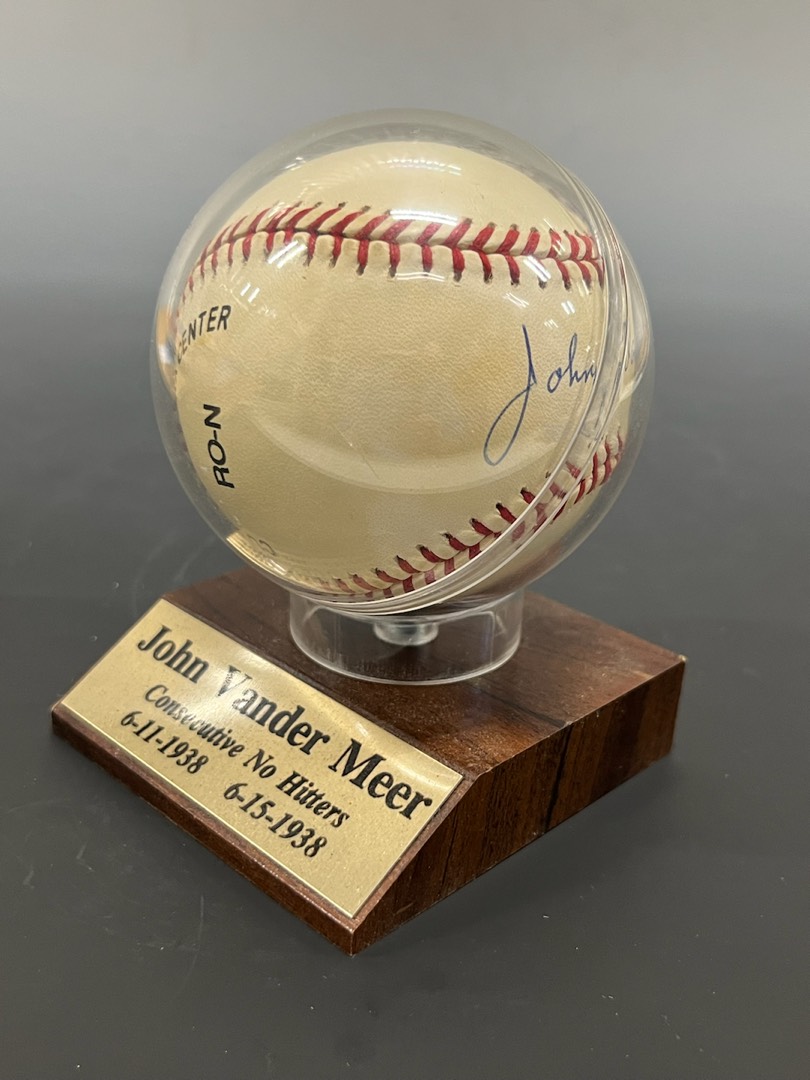 CENTER
RO-N
John
John Vander Meer
Consecutive No Hitters
6-11-1938 6-15-1938